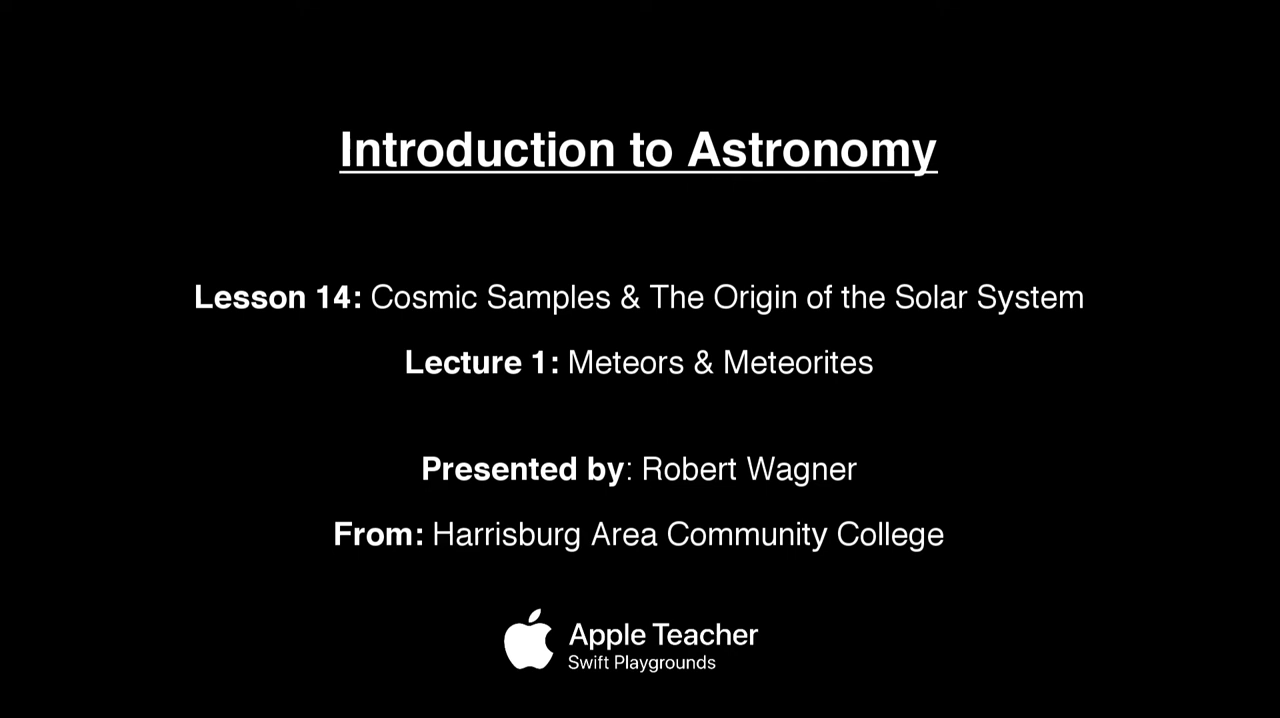 Introduction to Astronomy
Lesson 14: Cosmic Samples & The Origin of the Solar System
Lecture 1: Meteors & Meteorites
Presented by: Robert Wagner
From: Harrisburg Area Community College
Apple Teacher
Swift Playgrounds